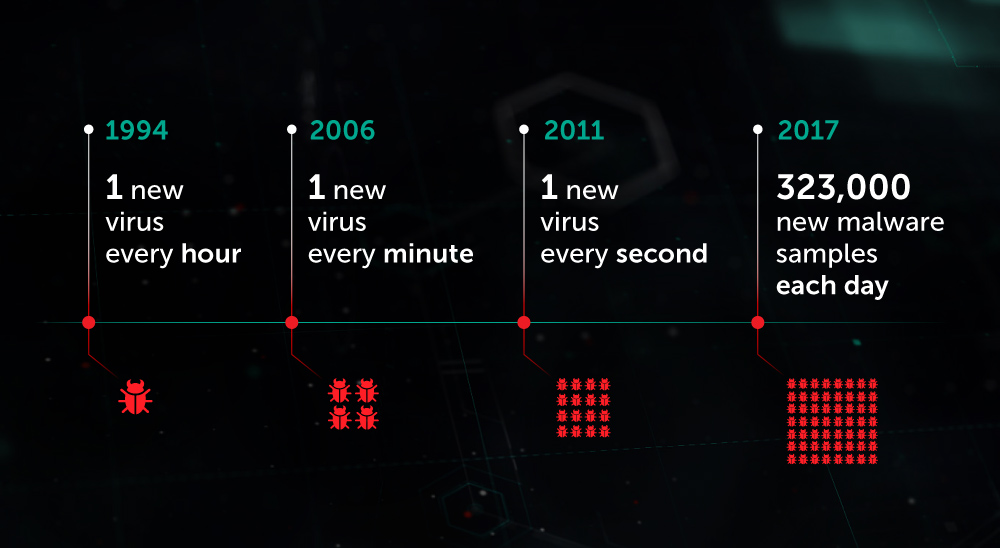 1994
1 new
virus
every hour
2006
1 new
virus
every minute
2011
1 new
virus
every second
2017
323,000
new malware
samples
each day